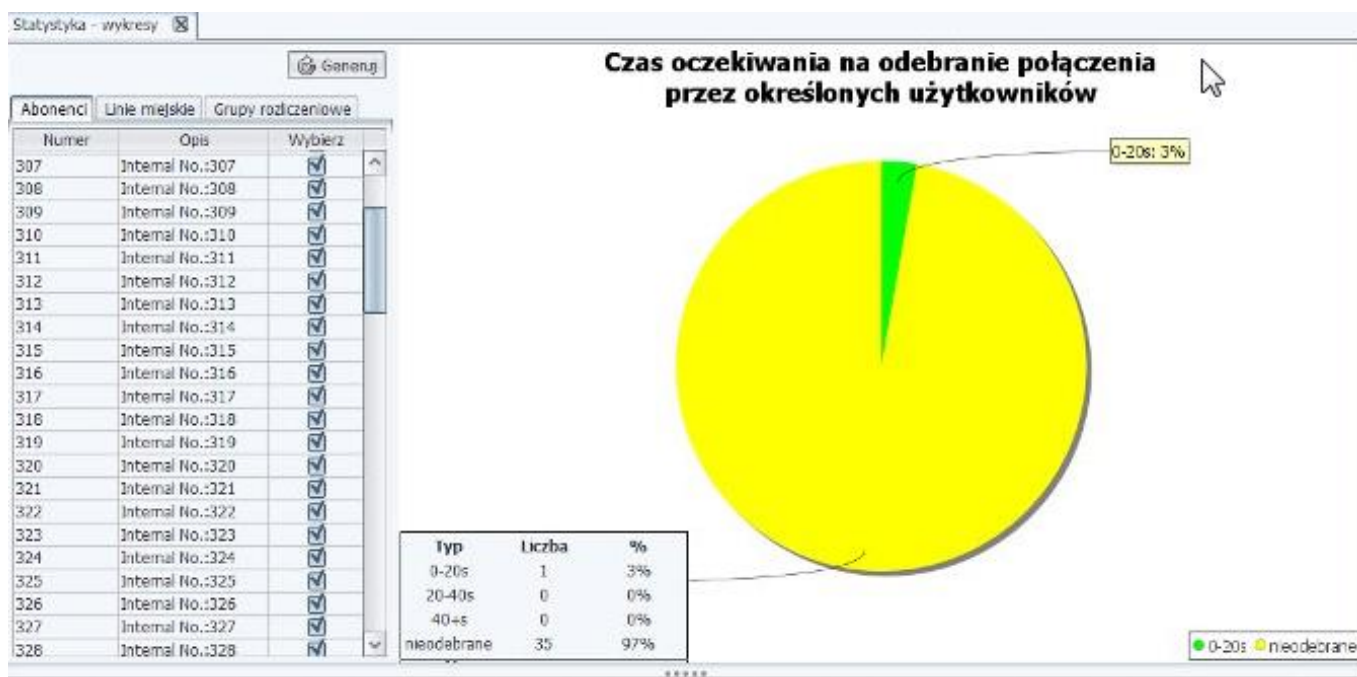 Statystyka - wykresy
Generuj
Abonenci Linie miejskie Grupy rozliczeniowe
Numer Opis Wybierz
307 Internal No.:307
308 Internal No.:308
309 Internal No.:309
310 Internal No.:310
311 Internal No.:311
312 Internal No.:312
313 Internal No.:313
314 Internal No.:314
315 Internal No.:315
316 Internal No.:316
317 Internal No.:317
318 Internal No.:318
319 Internal No.:319
320 Internal No.:320
321 Internal No.:321
322 Internal No.:322
323 Internal No.:323
324 Internal No.:324
325 Internal No.:325
326 Internal No.:326
327 Internal No.:327
328 Internal No.:328
Czas oczekiwania na odebranie połączenia
przez określonych użytkowników
0-20s: 3%
Typ Liczba %
0-20s 1 3%
20-40s 0 0%
40+s 0 0%
nieodebrane 35 97%
0-20s nieodebrane